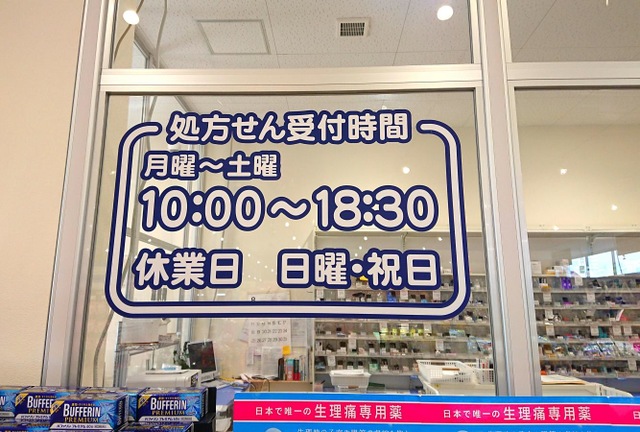 処方せん受付時間
月曜～土曜
10:00～18:30
休業日 日曜・祝日
BUFFERIN
PREMIUM
BUFFERIN
PREMIUM
日本で唯一の生理痛専用薬
日本で唯一の生理痛専用薬